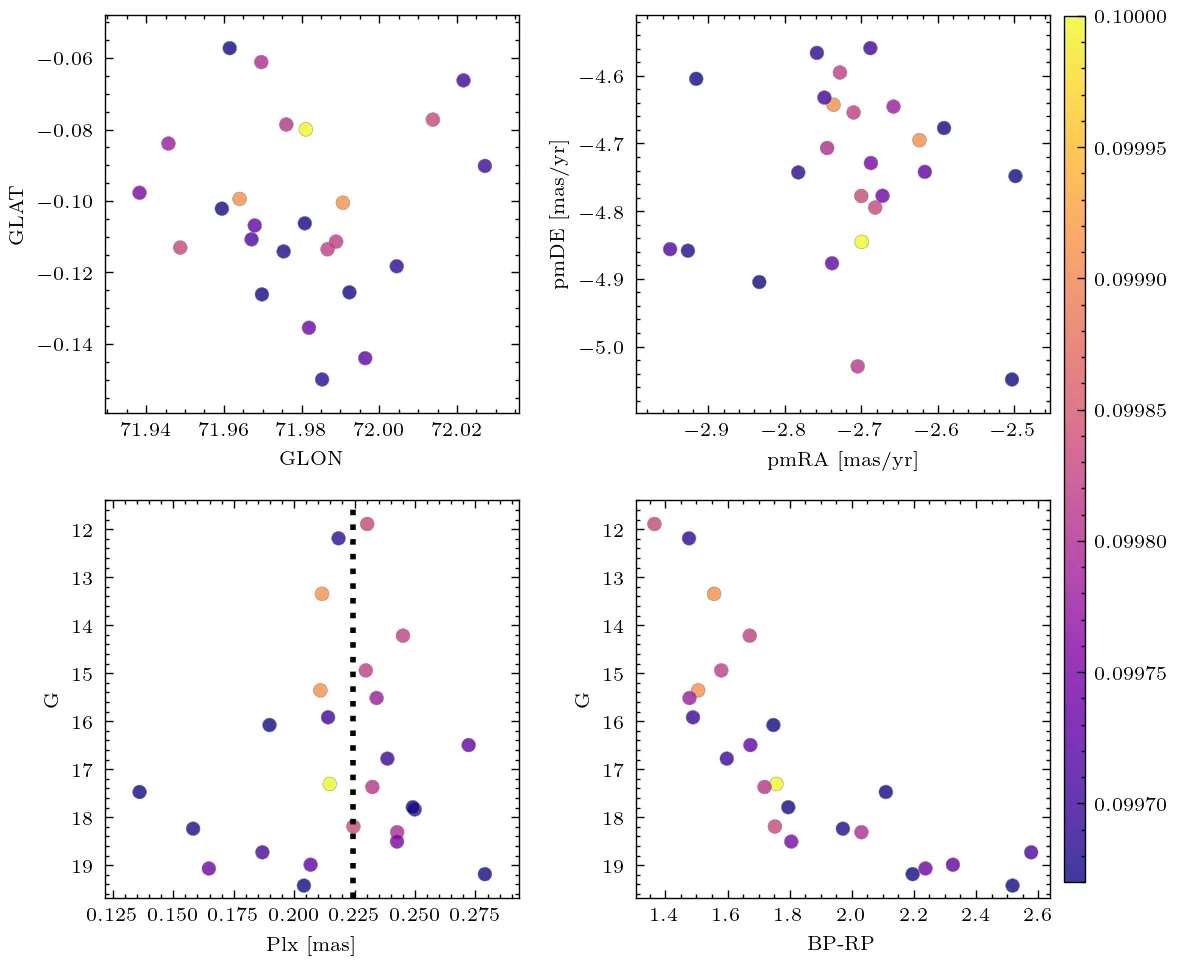 −0.06
−0.08
−0.10
−0.12
−0.14
GLAT
71.94 71.96 71.98 72.00 72.02
GLON
−4.6
−4.7
−4.8
−4.9
−5.0
pmDE [mas/yr]
−2.9 −2.8 −2.7 −2.6 −2.5
pmRA [mas/yr]
12
13
14
15
16
17
18
19
G
0.125 0.150 0.175 0.200 0.225 0.250 0.275
Plx [mas]
12
13
14
15
16
17
18
19
G
1.4 1.6 1.8 2.0 2.2 2.4 2.6
BP-RP
0.10000
0.09995
0.09990
0.09985
0.09980
0.09975
0.09970